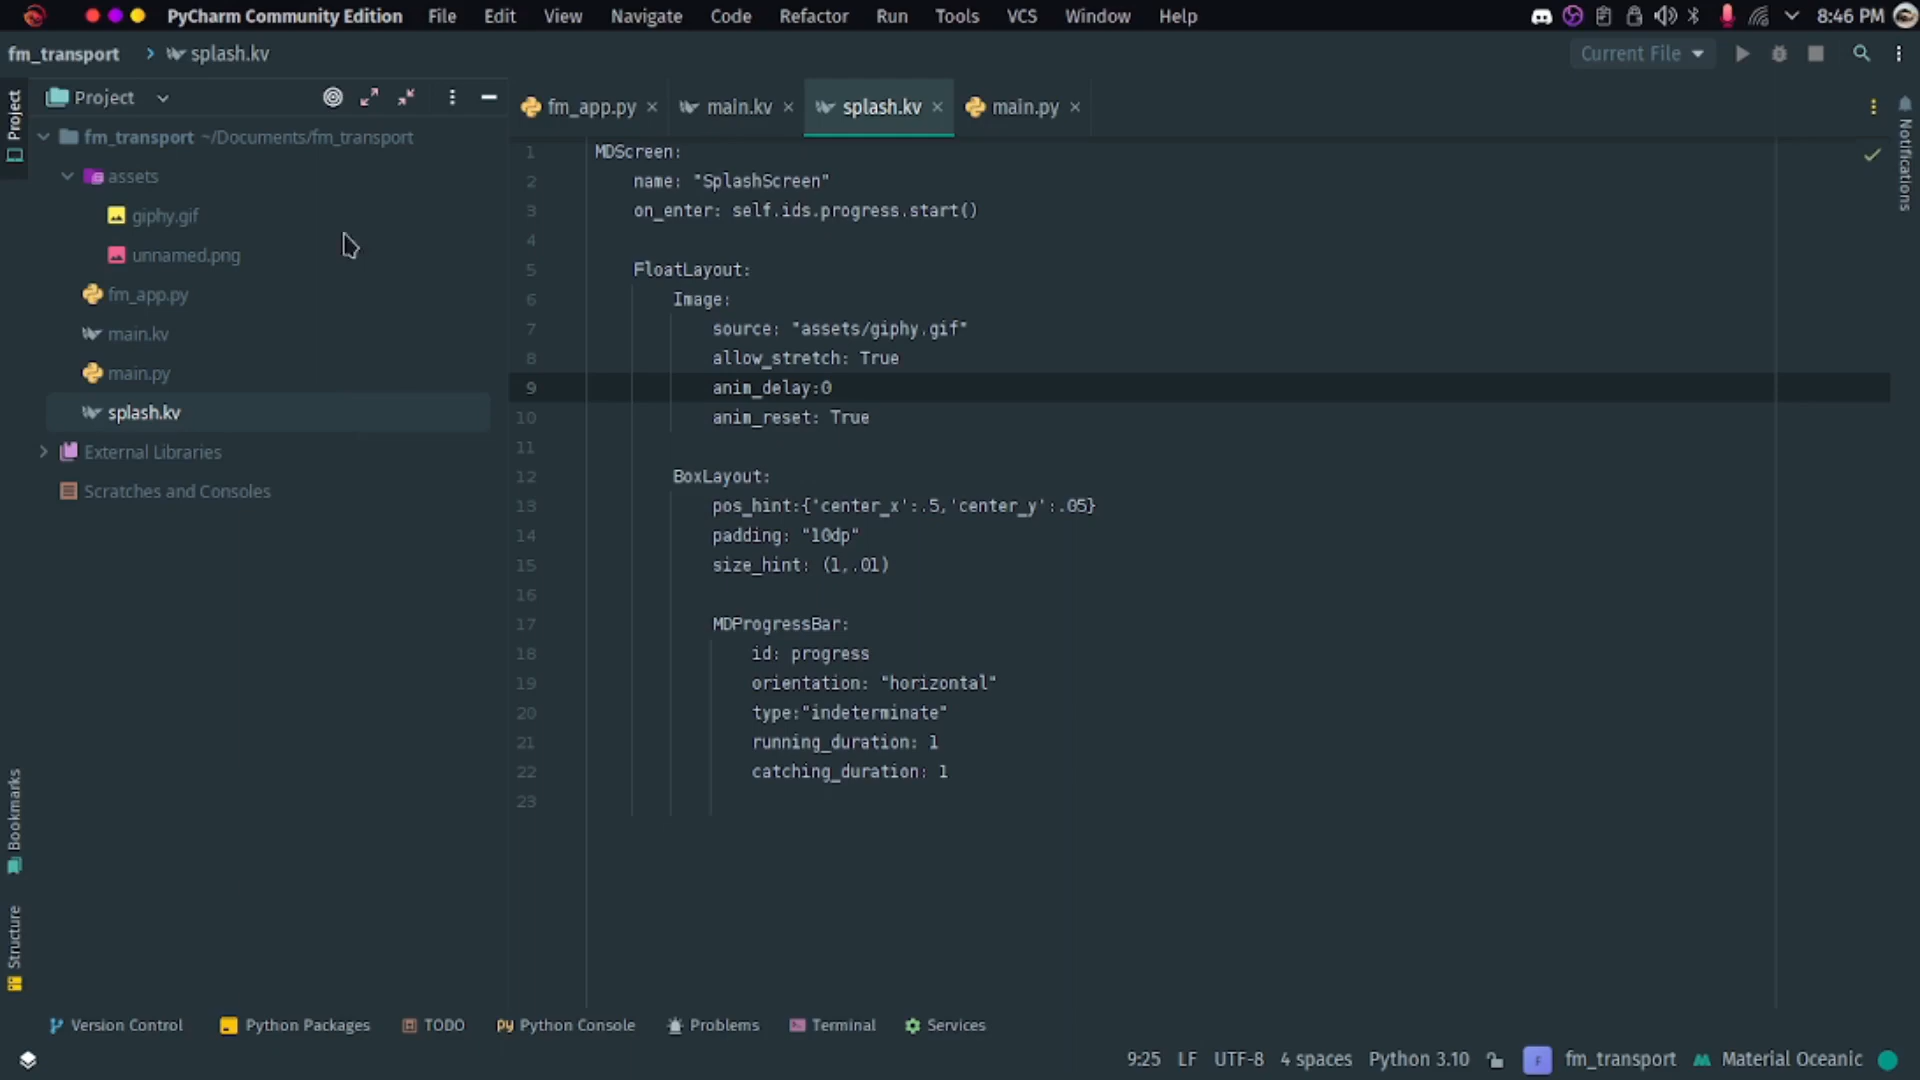 PyCharm Community Edition File Edit View Navigate Code Refactor Run Tools VCS Window Help 8:46 PM
fm_transport splash.kv Current File
Project
Project
fm_app.py main.kv splash.kv main.py
Notifications
fm_transport ~/Documents/fm_transport
assets
giphy.gif
unnamed.png
fm_app.py
main.kv
main.py
splash.kv
External Libraries
Scratches and Consoles
1 MDScreen:
2 name: "SplashScreen"
3 on_enter: self.ids.progress.start()
4
5 FloatLayout:
6 Image:
7 source: "assets/giphy.gif"
8 allow_stretch: True
9 anim_delay:0
10 anim_reset: True
11
12 BoxLayout:
13 pos_hint:{'center_x':.5,'center_y':.05}
14 padding: "10dp"
15 size_hint: (1,.01)
16
17 MDProgressBar:
18 id: progress
19 orientation: "horizontal"
20 type:"indeterminate"
21 running_duration: 1
22 catching_duration: 1
23
Bookmarks
Structure
Version Control Python Packages TODO Python Console Problems Terminal Services
9:25 LF UTF-8 4 spaces Python 3.10 fm_transport Material Oceanic